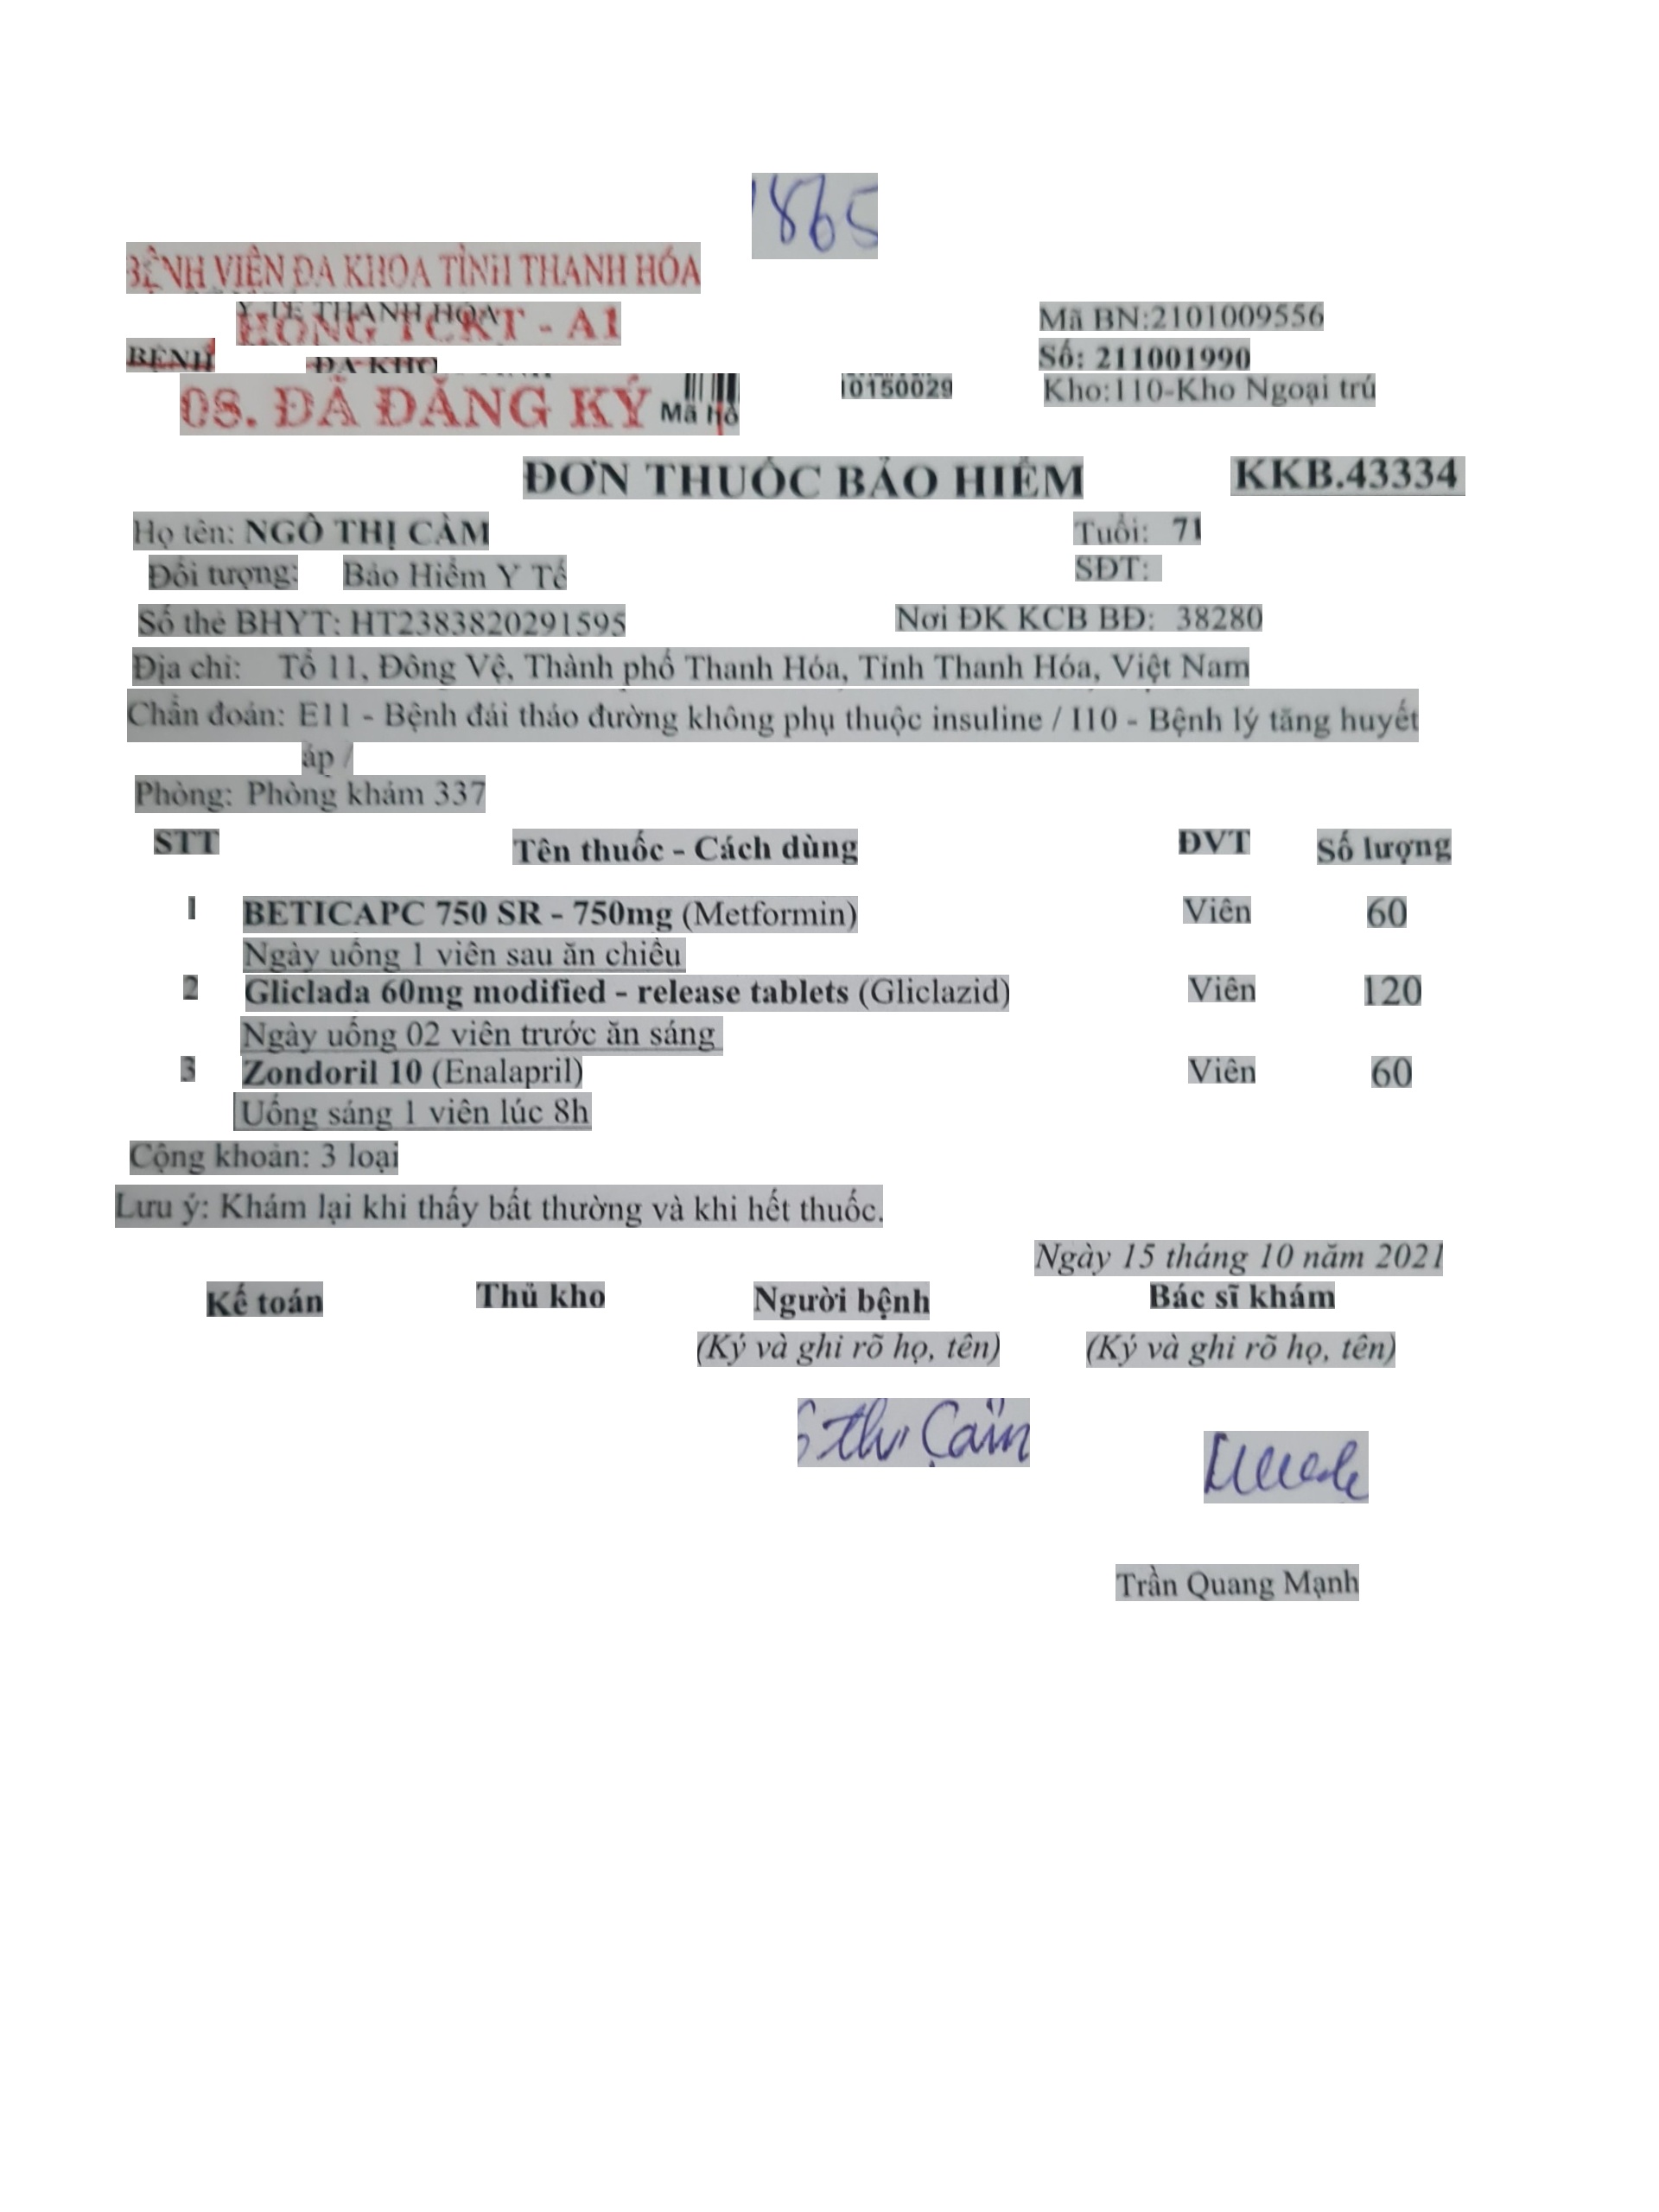 865
BỆNH VIỆN ĐA KHOA TỈNH THANH HÓA
Y TẾ THANH HÓA
HÒNG TCKT - A1
Mã BN:2101009556
BỆNH
ĐA KHO
Số: 211001990
08. ĐÃ ĐĂNG KÝ Mã hồ
10150029
Kho:110-Kho Ngoại trú
ĐƠN THUỐC BẢO HIỂM KKB.43334
Họ tên: NGÔ THỊ CẦM Tuổi: 71
Đối tượng: Bảo Hiểm Y Tế SĐT:
Số thẻ BHYT: HT2383820291595 Nơi ĐK KCB BĐ: 38280
Địa chỉ: Tổ 11, Đông Vệ, Thành phố Thanh Hóa, Tỉnh Thanh Hóa, Việt Nam
Chẩn đoán: E11 - Bệnh đái tháo đường không phụ thuộc insuline / I10 - Bệnh lý tăng huyết
áp /
Phòng: Phòng khám 337
STT Tên thuốc - Cách dùng ĐVT Số lượng
1 BETICAPC 750 SR - 750mg (Metformin) Viên 60
Ngày uống 1 viên sau ăn chiều
2 Gliclada 60mg modified - release tablets (Gliclazid) Viên 120
Ngày uống 02 viên trước ăn sáng
3 Zondoril 10 (Enalapril) Viên 60
Uống sáng 1 viên lúc 8h
Cộng khoản: 3 loại
Lưu ý: Khám lại khi thấy bất thường và khi hết thuốc.
Ngày 15 tháng 10 năm 2021
Kế toán Thủ kho Người bệnh Bác sĩ khám
(Ký và ghi rõ họ, tên) (Ký và ghi rõ họ, tên)
Thị Cầm
Trần Quang Mạnh